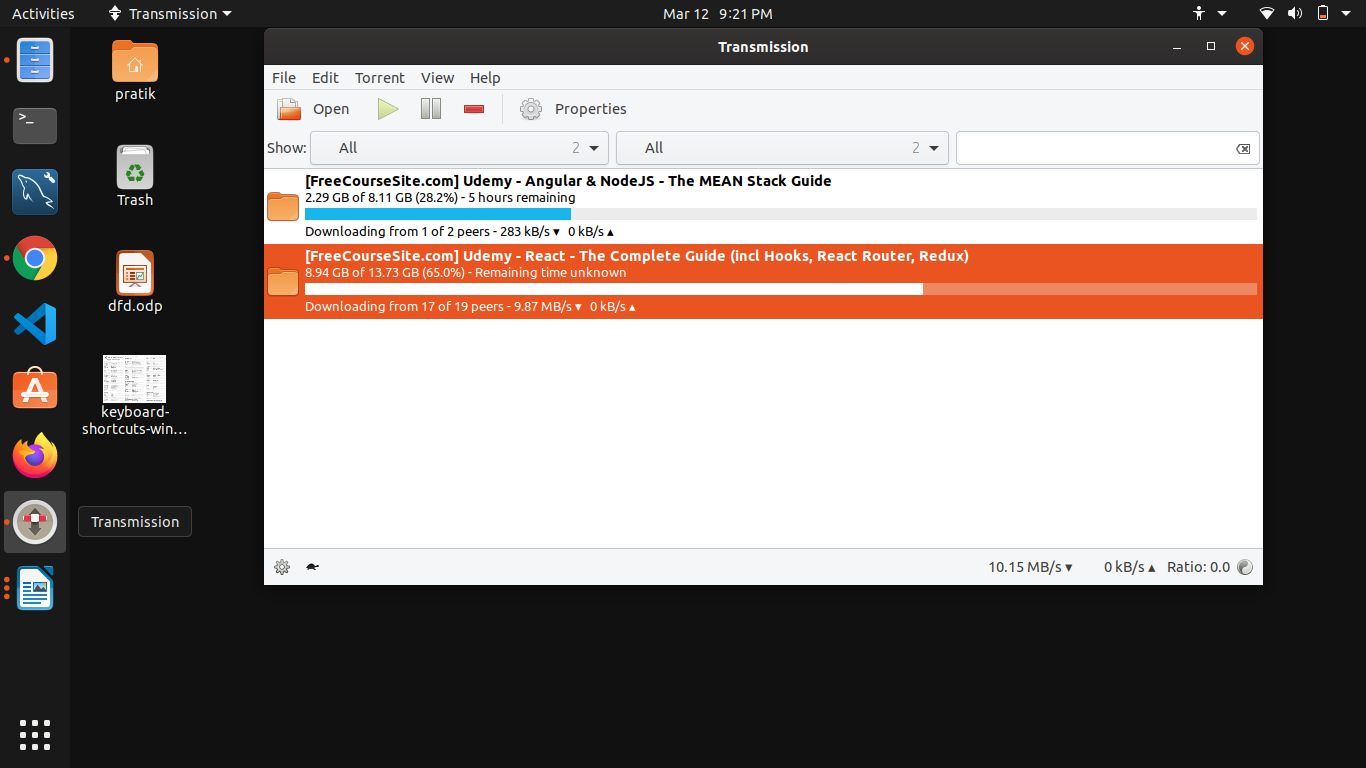 Activities
Transmission
Mar 12 9:21 PM
pratik
Trash
dfd.odp
keyboard-
shortcuts-win…
Transmission
Transmission
File Edit Torrent View Help
Open
Properties
Show: All 2 All 2
[FreeCourseSite.com] Udemy - Angular & NodeJS - The MEAN Stack Guide
2.29 GB of 8.11 GB (28.2%) - 5 hours remaining
Downloading from 1 of 2 peers - 283 kB/s ▾ 0 kB/s ▴
[FreeCourseSite.com] Udemy - React - The Complete Guide (incl Hooks, React Router, Redux)
8.94 GB of 13.73 GB (65.0%) - Remaining time unknown
Downloading from 17 of 19 peers - 9.87 MB/s ▾ 0 kB/s ▴
10.15 MB/s ▾ 0 kB/s ▴ Ratio: 0.0